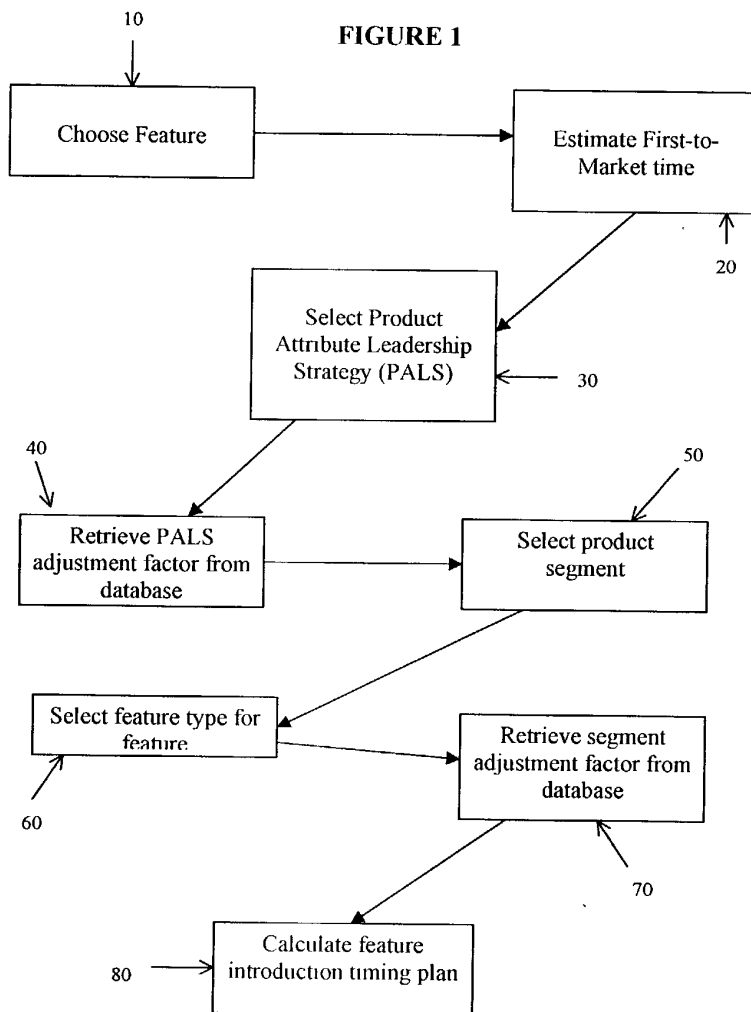 10
FIGURE 1
Choose Feature
Estimate First-to-
Market time
20
Select Product
Attribute Leadership
Strategy (PALS)
30
40
50
Retrieve PALS
adjustment factor from
database
Select product
segment
Select feature type for
feature
Retrieve segment
adjustment factor from
database
60
70
Calculate feature
introduction timing plan
80